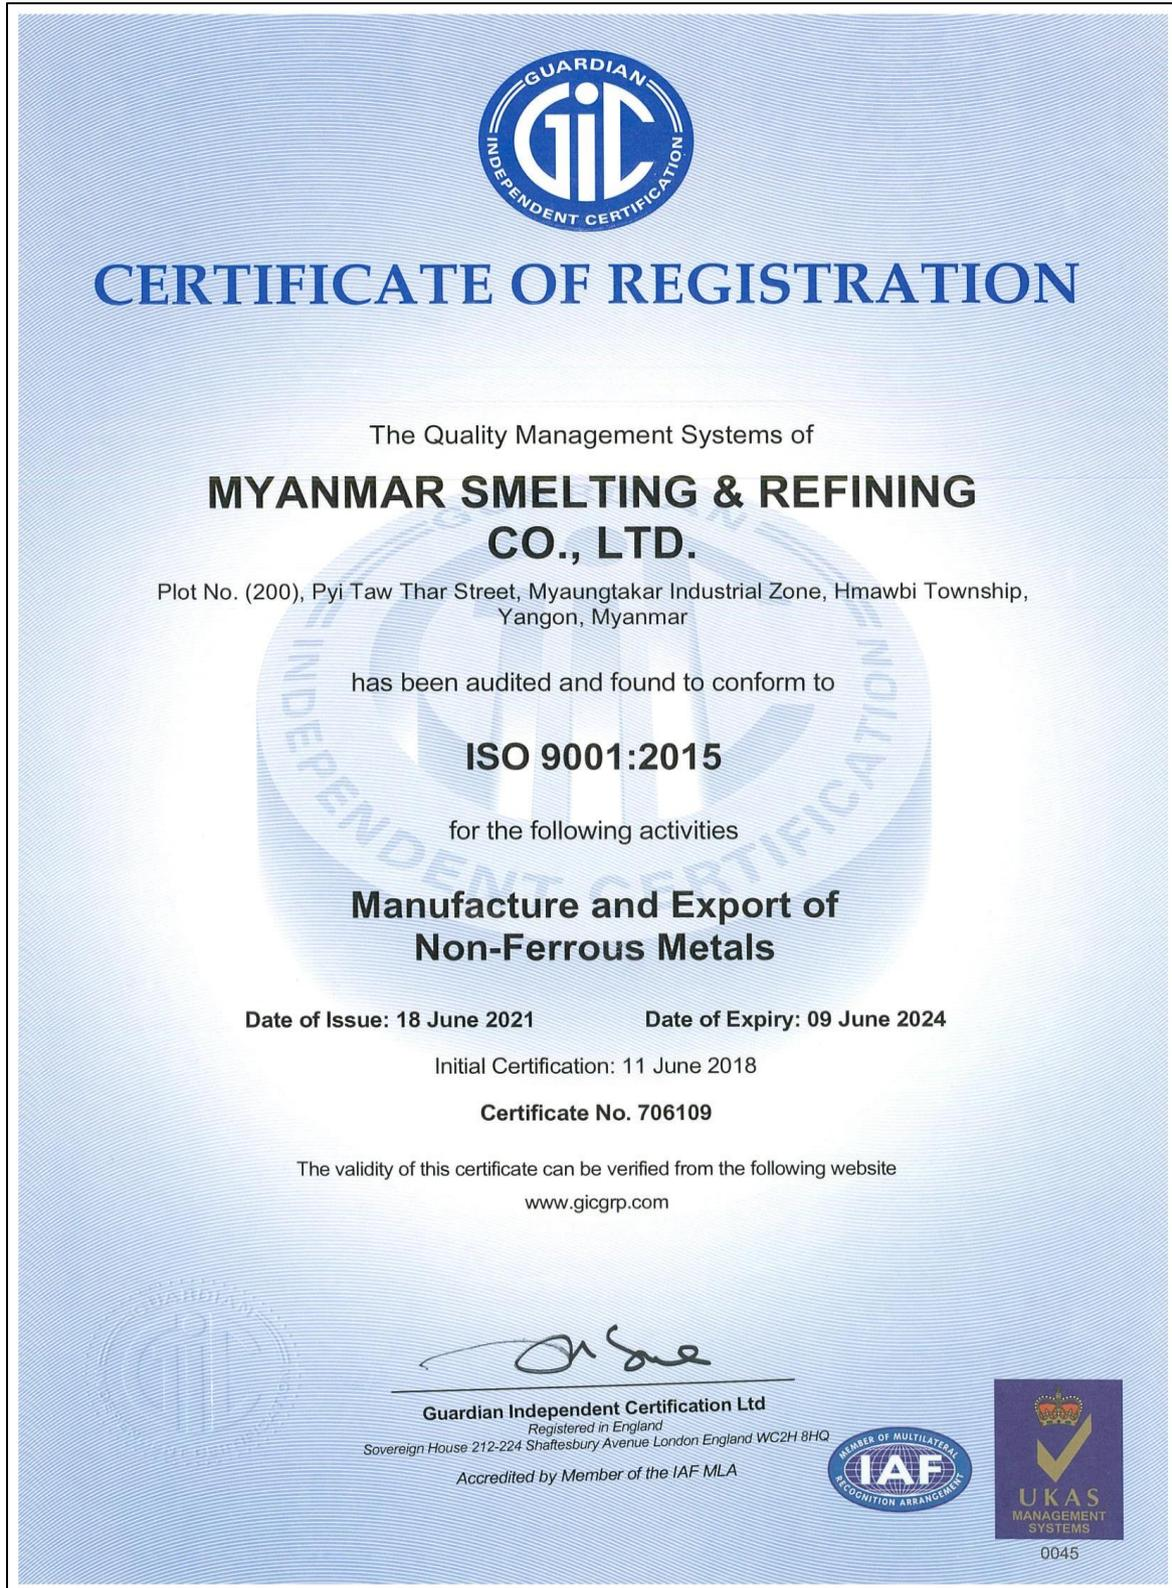 GUARDIAN
GiC
INDEPENDENT CERTIFICATION
CERTIFICATE OF REGISTRATION
The Quality Management Systems of
MYANMAR SMELTING & REFINING
CO., LTD.
Plot No. (200), Pyi Taw Thar Street, Myaungtakar Industrial Zone, Hmawbi Township,
Yangon, Myanmar
has been audited and found to conform to
ISO 9001:2015
for the following activities
Manufacture and Export of
Non-Ferrous Metals
Date of Issue: 18 June 2021 Date of Expiry: 09 June 2024
Initial Certification: 11 June 2018
Certificate No. 706109
The validity of this certificate can be verified from the following website
www.gicgrp.com
GUARDIAN
GiC
Guardian Independent Certification Ltd
Registered in England
Sovereign House 212-224 Shaftesbury Avenue London England WC2H 8HQ
Accredited by Member of the IAF MLA
MEMBER OF MULTILATERAL
IAF
RECOGNITION ARRANGEMENT
UKAS
MANAGEMENT
SYSTEMS
0045